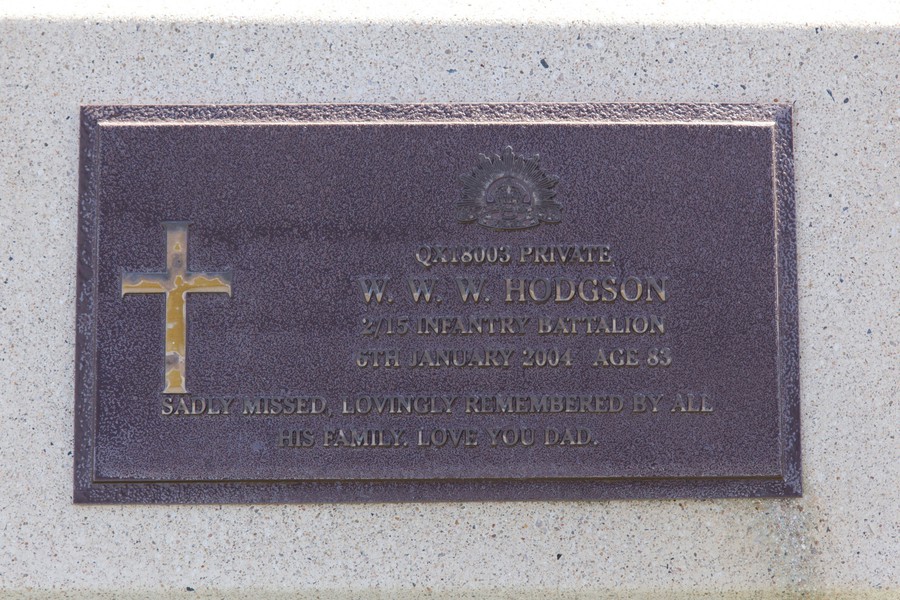 QX18003 PRIVATE
W. W. W. HODGSON
2/15 INFANTRY BATTALION
6TH JANUARY 2004 AGE 83
SADLY MISSED, LOVINGLY REMEMBERED BY ALL
HIS FAMILY. LOVE YOU DAD.